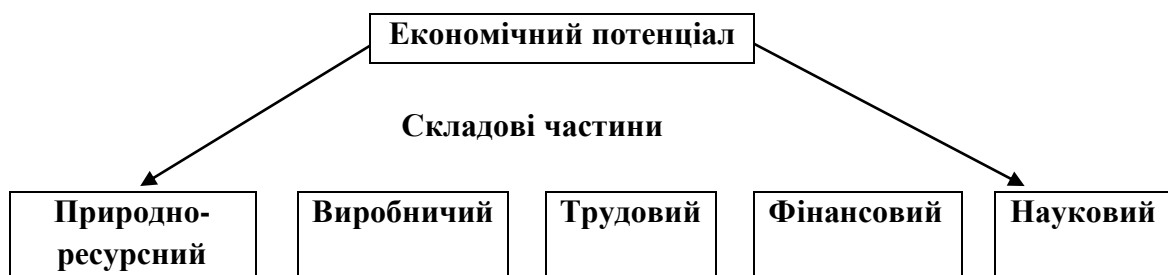 Економічний потенціал
Складові частини
Природно-
ресурсний
Виробничий
Трудовий
Фінансовий
Науковий